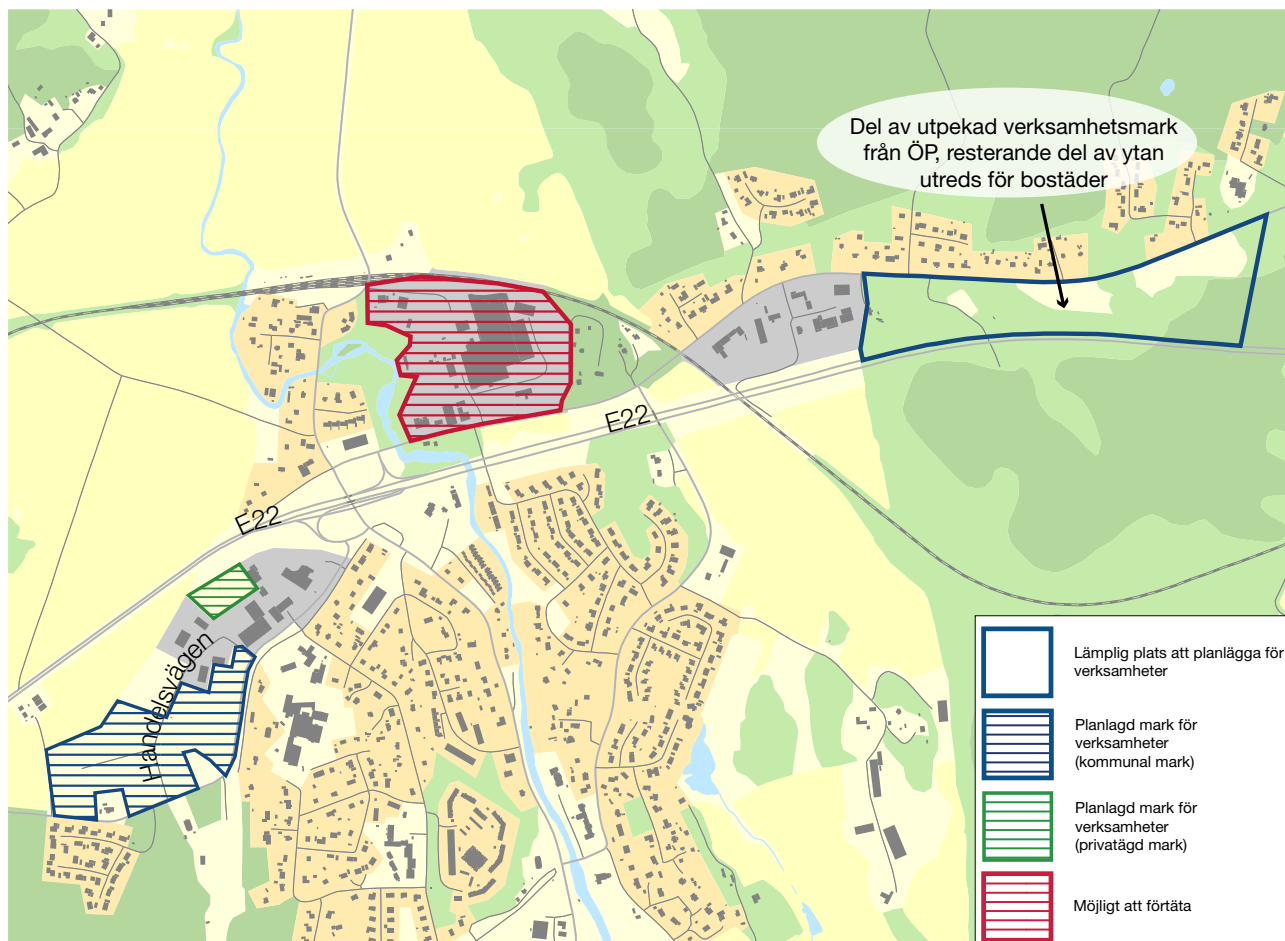 Del av utpekad verksamhetsmark
från ÖP, resterande del av ytan
utreds för bostäder
E22
E22
Handelsvägen
Lämplig plats att planlägga för
verksamheter
Planlagd mark för
verksamheter
(kommunal mark)
Planlagd mark för
verksamheter
(privatägd mark)
Möjligt att förtäta